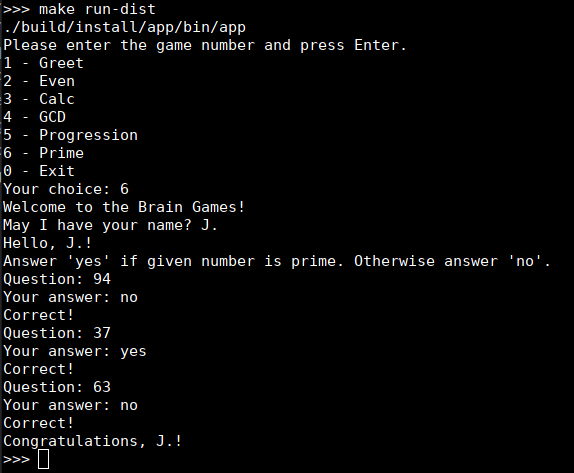 >>> make run-dist
./build/install/app/bin/app
Please enter the game number and press Enter.
1 - Greet
2 - Even
3 - Calc
4 - GCD
5 - Progression
6 - Prime
0 - Exit
Your choice: 6
Welcome to the Brain Games!
May I have your name? J.
Hello, J.!
Answer 'yes' if given number is prime. Otherwise answer 'no'.
Question: 94
Your answer: no
Correct!
Question: 37
Your answer: yes
Correct!
Question: 63
Your answer: no
Correct!
Congratulations, J.!
>>>